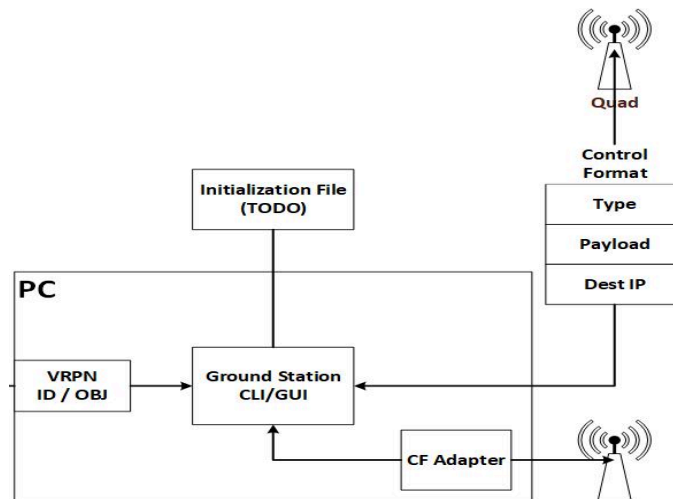 Quad
Control
Format
Type
Payload
Dest IP
Initialization File
(TODO)
PC
VRPN
ID / OBJ
Ground Station
CLI/GUI
CF Adapter